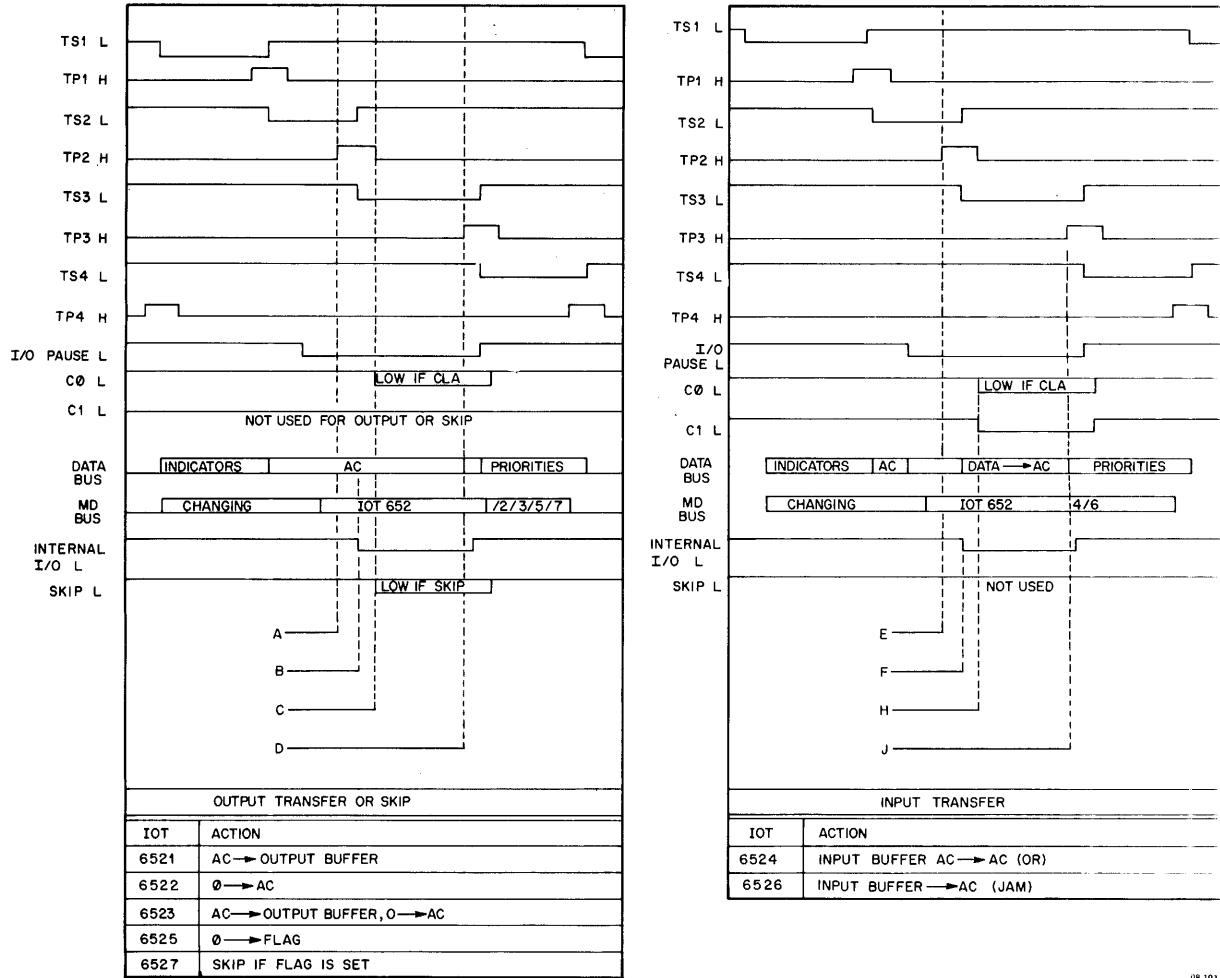 TS1 L
TP1 H
TS2 L
TP2 H
TS3 L
TP3 H
TS4 L
TP4 H
I/O PAUSE L
CØ L
LOW IF CLA
C1 L
NOT USED FOR OUTPUT OR SKIP
DATA BUS
INDICATORS
AC
PRIORITIES
MD BUS
CHANGING
IOT 652
/2/3/5/7
INTERNAL
I/O L
SKIP L
LOW IF SKIP
A
B
C
D
OUTPUT TRANSFER OR SKIP
IOT ACTION
6521 AC→OUTPUT BUFFER
6522 Ø→AC
6523 AC→OUTPUT BUFFER, O→AC
6525 Ø→FLAG
6527 SKIP IF FLAG IS SET
TS1 L
TP1 H
TS2 L
TP2 H
TS3 L
TP3 H
TS4 L
TP4 H
I/O
PAUSE L
CØ L
LOW IF CLA
C1 L
DATA BUS
INDICATORS
AC
DATA→AC
PRIORITIES
MD BUS
CHANGING
IOT 652
4/6
INTERNAL
I/O L
SKIP L
NOT USED
E
F
H
J
INPUT TRANSFER
IOT ACTION
6524 INPUT BUFFER AC→AC (OR)
6526 INPUT BUFFER→AC (JAM)